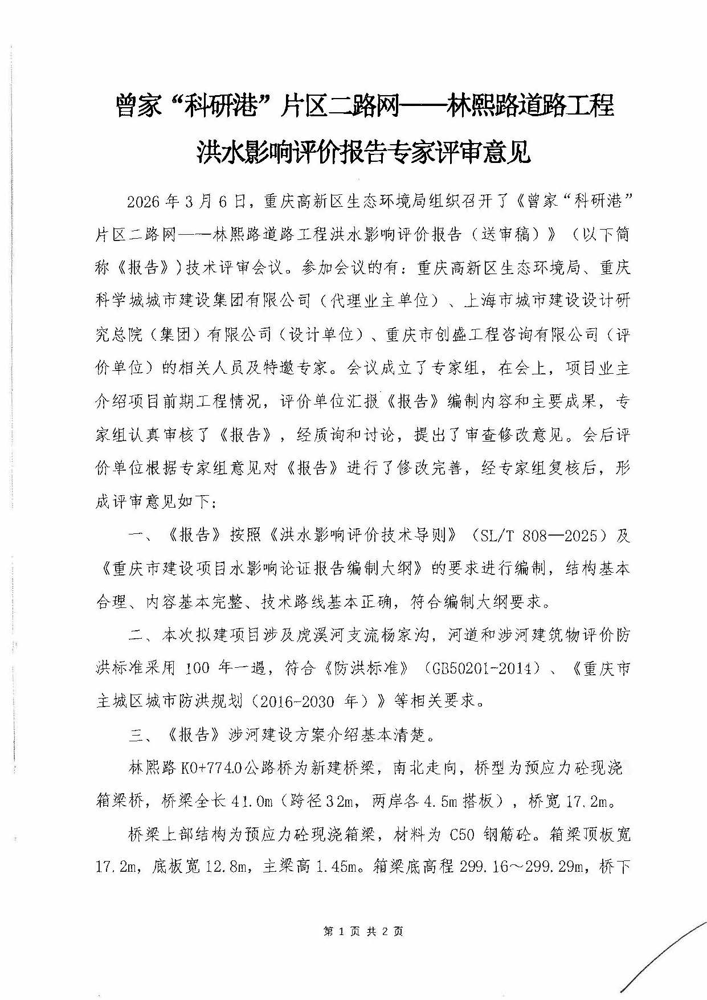 曾家“科研港”片区二路网——林熙路道路工程
洪水影响评价报告专家评审意见
2026年3月6日，重庆高新区生态环境局组织召开了《曾家“科研港”
片区二路网——林熙路道路工程洪水影响评价报告（送审稿）》（以下简
称《报告》)技术评审会议。参加会议的有：重庆高新区生态环境局、重庆
科学城城市建设集团有限公司（代理业主单位）、上海市城市建设设计研
究总院（集团）有限公司（设计单位）、重庆市创盛工程咨询有限公司（评
价单位）的相关人员及特邀专家。会议成立了专家组，在会上，项目业主
介绍项目前期工程情况，评价单位汇报《报告》编制内容和主要成果，专
家组认真审核了《报告》，经质询和讨论，提出了审查修改意见。会后评
价单位根据专家组意见对《报告》进行了修改完善，经专家组复核后，形
成评审意见如下：
一、《报告》按照《洪水影响评价技术导则》（SL/T 808—2025）及
《重庆市建设项目水影响论证报告编制大纲》的要求进行编制，结构基本
合理、内容基本完整、技术路线基本正确，符合编制大纲要求。
二、本次拟建项目涉及虎溪河支流杨家沟，河道和涉河建筑物评价防
洪标准采用 100 年一遇，符合《防洪标准》（GB50201-2014）、《重庆市
主城区城市防洪规划（2016-2030 年）》等相关要求。
三、《报告》涉河建设方案介绍基本清楚。
林熙路K0+774.0公路桥为新建桥梁，南北走向，桥型为预应力砼现浇
箱梁桥，桥梁全长41.0m（跨径32m，两岸各4.5m搭板），桥宽17.2m。
桥梁上部结构为预应力砼现浇箱梁，材料为 C50 钢筋砼。箱梁顶板宽
17.2m，底板宽12.8m，主梁高1.45m。箱梁底高程299.16～299.29m，桥下
第 1 页 共 2 页